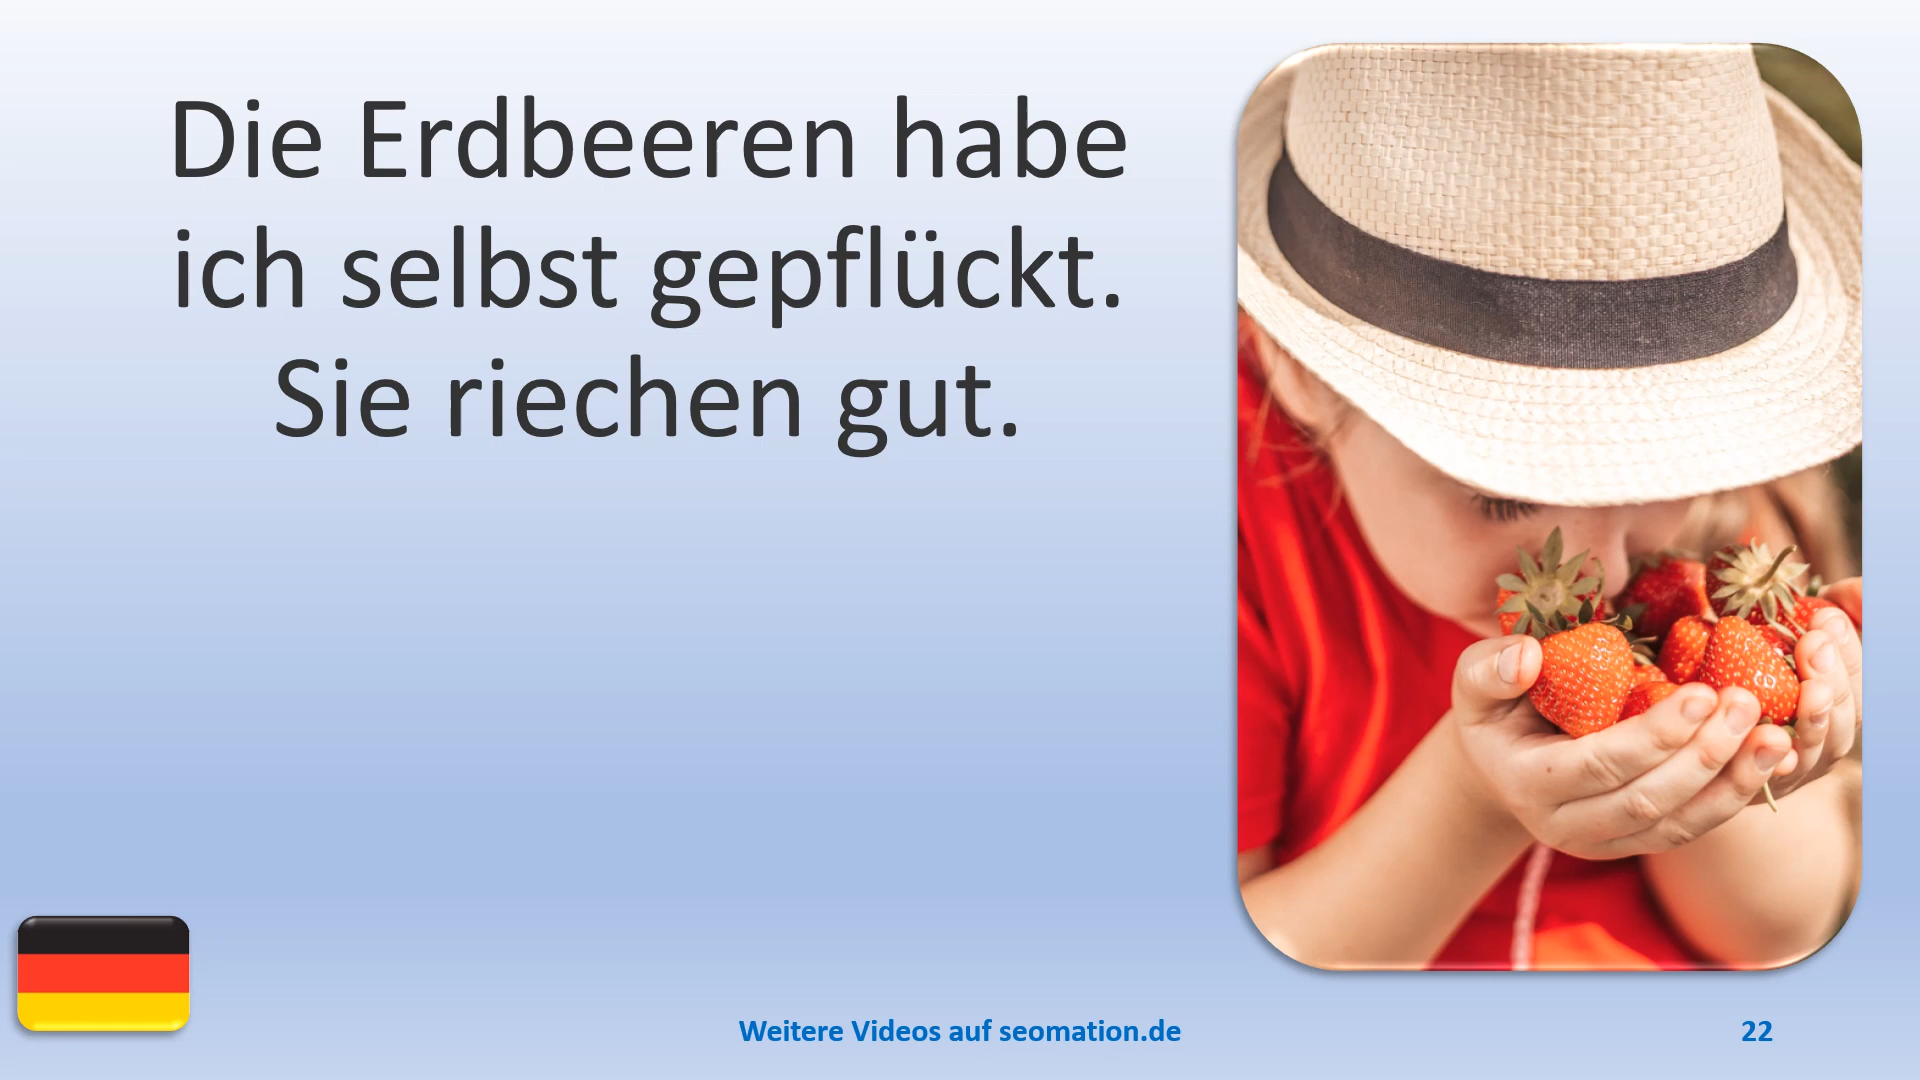 Die Erdbeeren habe
ich selbst gepflückt.
Sie riechen gut.
Weitere Videos auf seomation.de
22